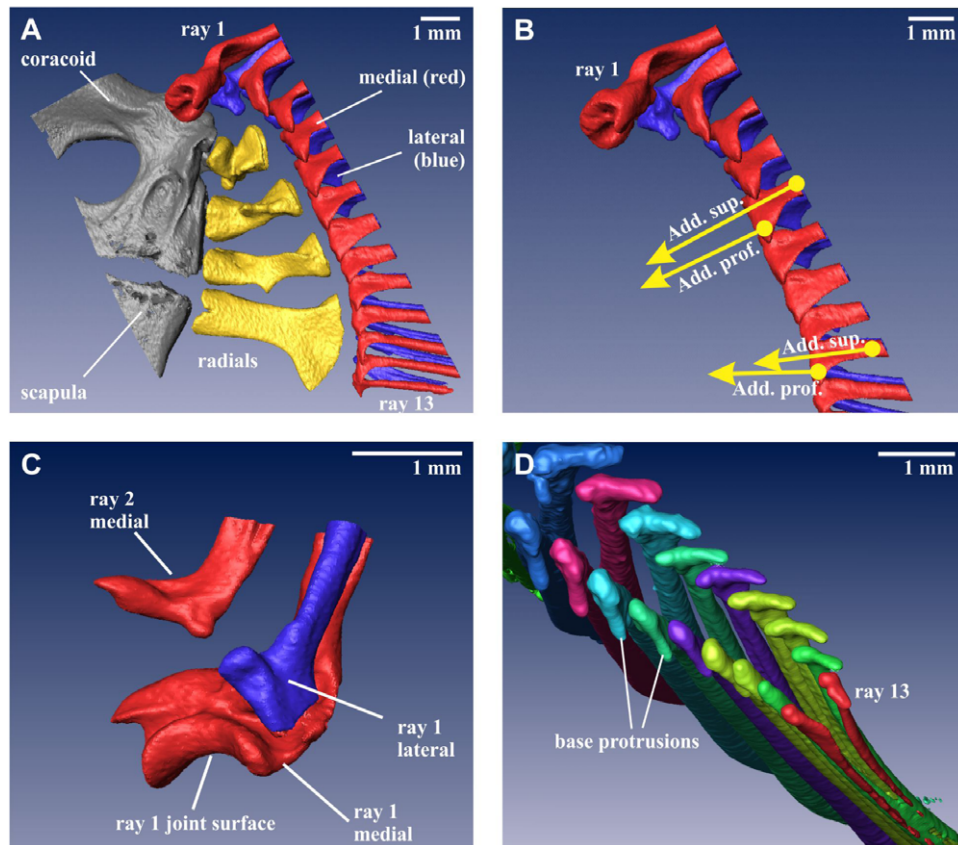 A
ray 1
1 mm
coracoid
medial (red)
lateral
(blue)
radials
scapula
ray 13
B
1 mm
ray 1
Add. sup.
Add. prof.
Add. sup.
Add. prof.
C
1 mm
ray 2
medial
ray 1
lateral
ray 1 joint surface
ray 1
medial
D
1 mm
ray 13
base protrusions